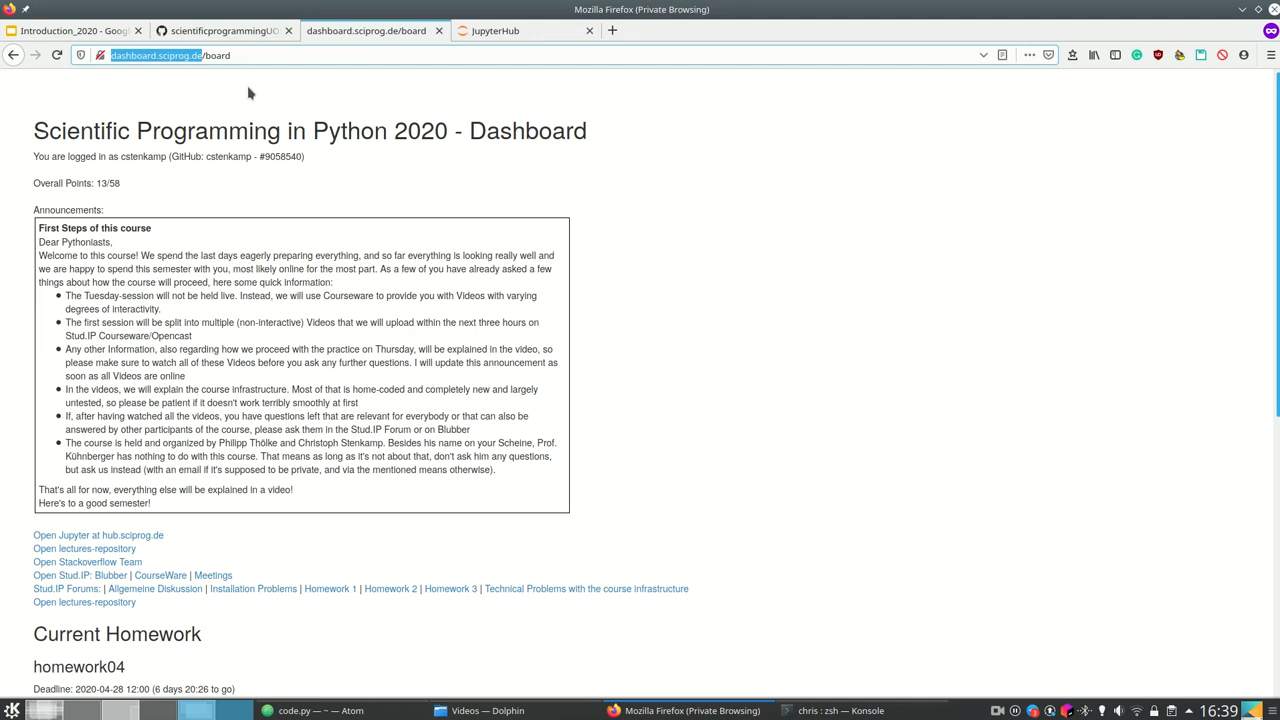 Mozilla Firefox (Private Browsing)
Introduction_2020 - Goog
scientificprogrammingUO
dashboard.sciprog.de/board
JupyterHub
dashboard.sciprog.de/board
Scientific Programming in Python 2020 - Dashboard
You are logged in as cstenkamp (GitHub: cstenkamp - #9058540)
Overall Points: 13/58
Announcements:
First Steps of this course
Dear Pythoniasts,
Welcome to this course! We spend the last days eagerly preparing everything, and so far everything is looking really well and
we are happy to spend this semester with you, most likely online for the most part. As a few of you have already asked a few
things about how the course will proceed, here some quick information:
The Tuesday-session will not be held live. Instead, we will use Courseware to provide you with Videos with varying
degrees of interactivity.
The first session will be split into multiple (non-interactive) Videos that we will upload within the next three hours on
Stud.IP Courseware/Opencast
Any other Information, also regarding how we proceed with the practice on Thursday, will be explained in the video, so
please make sure to watch all of these Videos before you ask any further questions. I will update this announcement as
soon as all Videos are online
In the videos, we will explain the course infrastructure. Most of that is home-coded and completely new and largely
untested, so please be patient if it doesn't work terribly smoothly at first
If, after having watched all the videos, you have questions left that are relevant for everybody or that can also be
answered by other participants of the course, please ask them in the Stud.IP Forum or on Blubber
The course is held and organized by Philipp Thölke and Christoph Stenkamp. Besides his name on your Scheine, Prof.
Kühnberger has nothing to do with this course. That means as long as it's not about that, don't ask him any questions,
but ask us instead (with an email if it's supposed to be private, and via the mentioned means otherwise).
That's all for now, everything else will be explained in a video!
Here's to a good semester!
Open Jupyter at hub.sciprog.de
Open lectures-repository
Open Stackoverflow Team
Open Stud.IP: Blubber | CourseWare | Meetings
Stud.IP Forums: | Allgemeine Diskussion | Installation Problems | Homework 1 | Homework 2 | Homework 3 | Technical Problems with the course infrastructure
Open lectures-repository
Current Homework
homework04
Deadline: 2020-04-28 12:00 (6 days 20:26 to go)
code.py — ~ — Atom
Videos — Dolphin
Mozilla Firefox (Private Browsing)
chris : zsh — Konsole
16:39